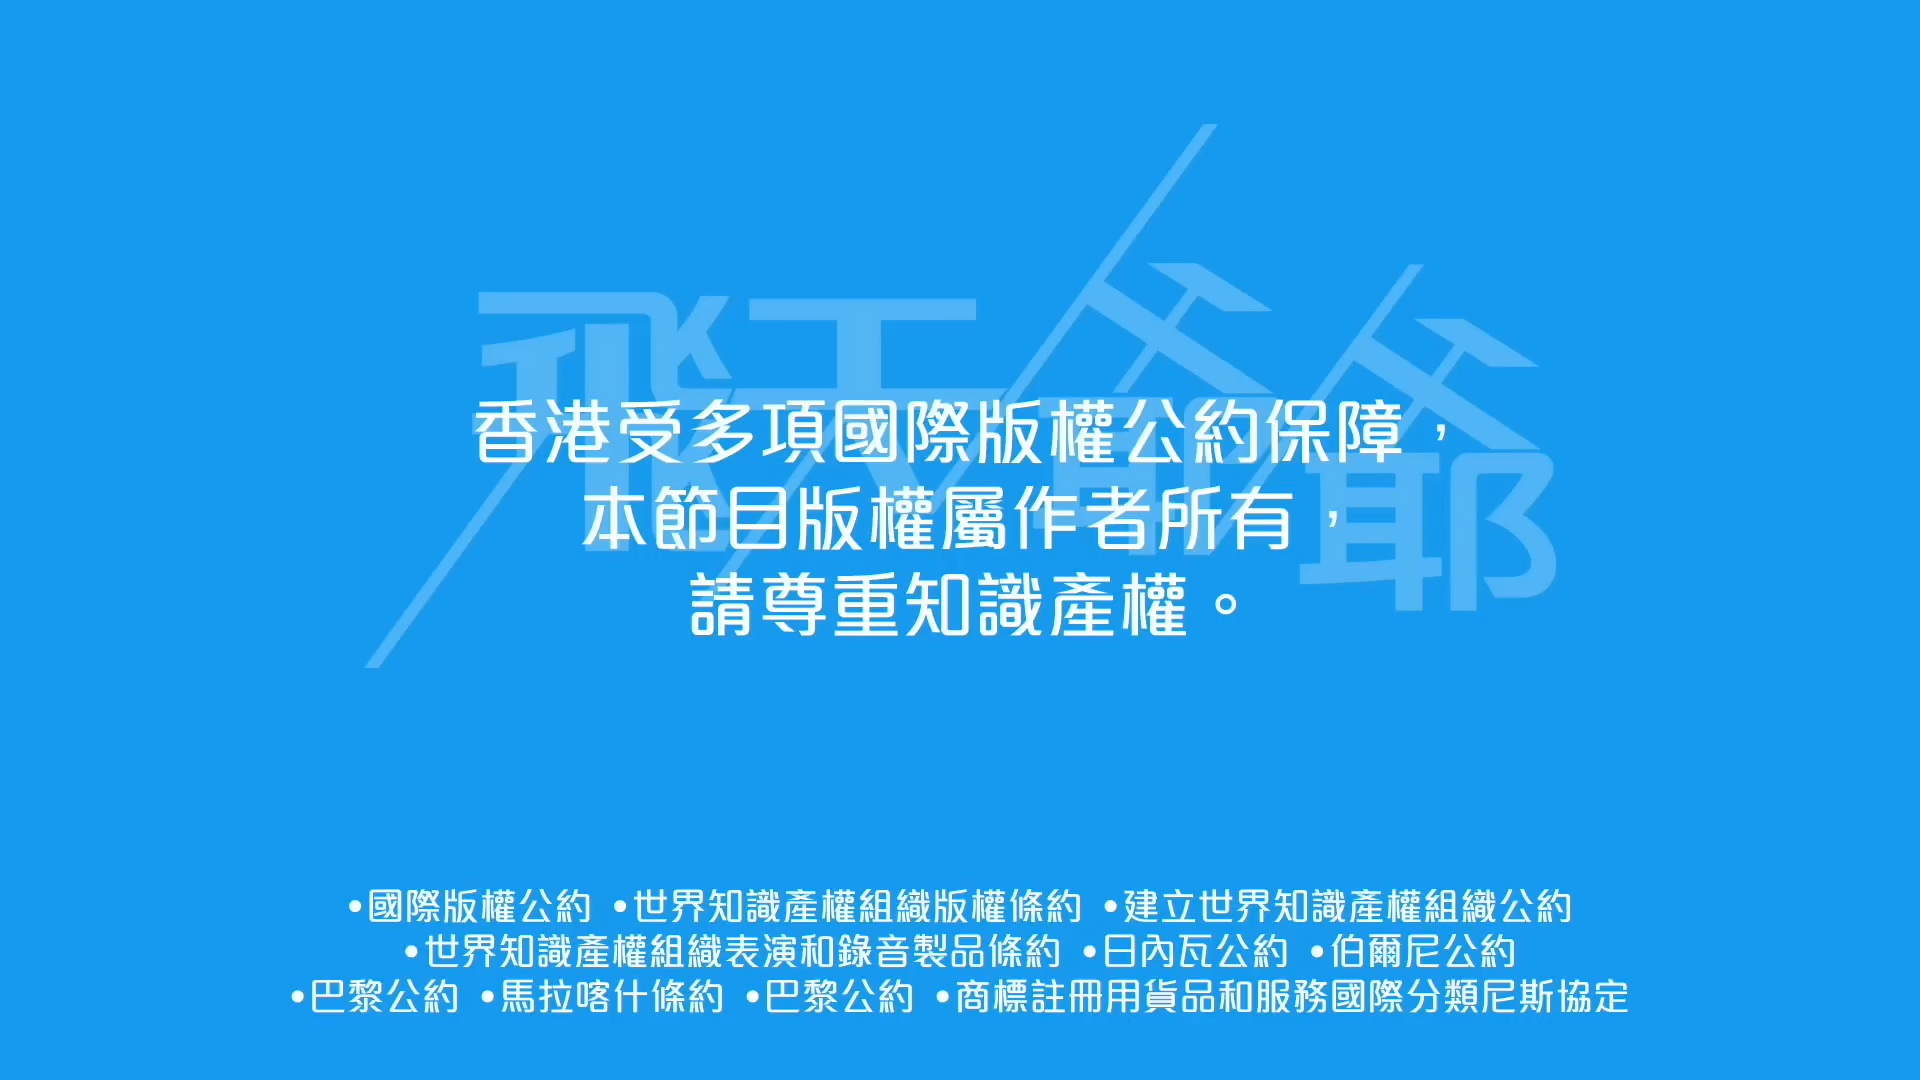 飛天爺爺
香港受多項國際版權公約保障，
本節目版權屬作者所有，
請尊重知識產權。
•國際版權公約 •世界知識產權組織版權條約 •建立世界知識產權組織公約
•世界知識產權組織表演和錄音製品條約 •日內瓦公約 •伯爾尼公約
•巴黎公約 •馬拉喀什條約 •巴黎公約 •商標註冊用貨品和服務國際分類尼斯協定